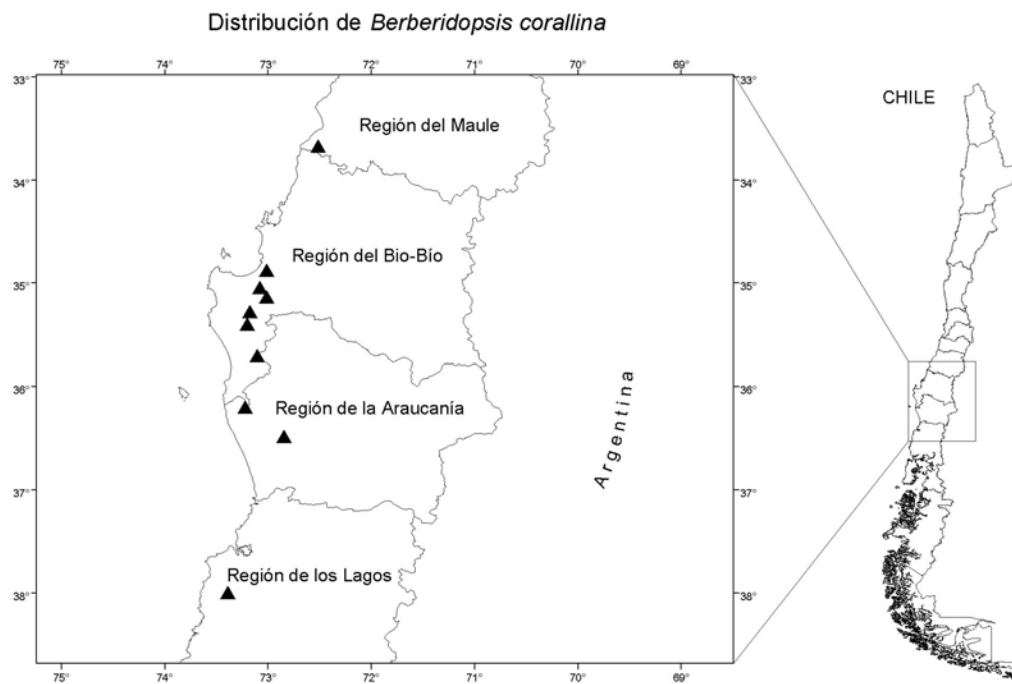 Distribución de Berberidopsis corallina
75° 74° 73° 72° 71° 70° 69°
33° 33°
CHILE
Región del Maule
34° 34°
Región del Bio-Bío
35° 35°
36° 36°
Región de la Araucanía
Argentina
37° 37°
Región de los Lagos
38° 38°
75° 74° 73° 72° 71° 70° 69°